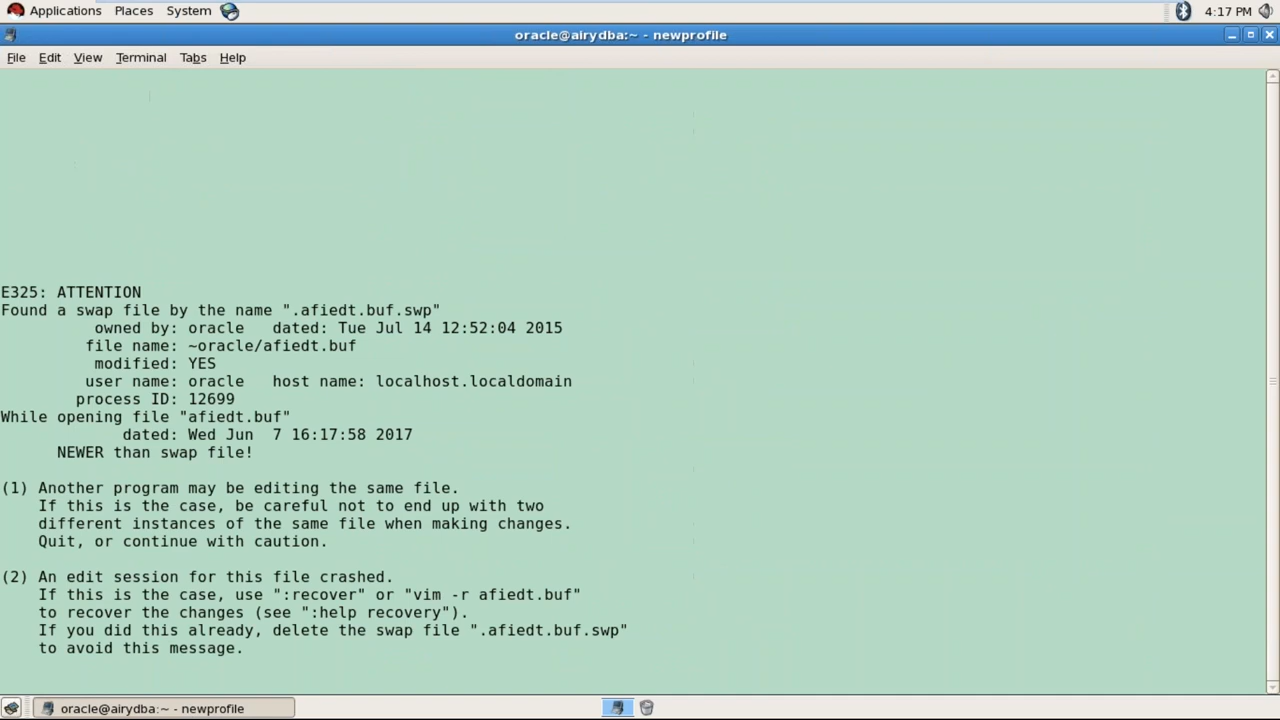 Applications Places System 4:17 PM
oracle@airydba:~ - newprofile
File Edit View Terminal Tabs Help
E325: ATTENTION
Found a swap file by the name ".afiedt.buf.swp"
owned by: oracle dated: Tue Jul 14 12:52:04 2015
file name: ~oracle/afiedt.buf
modified: YES
user name: oracle host name: localhost.localdomain
process ID: 12699
While opening file "afiedt.buf"
dated: Wed Jun 7 16:17:58 2017
NEWER than swap file!
(1) Another program may be editing the same file.
If this is the case, be careful not to end up with two
different instances of the same file when making changes.
Quit, or continue with caution.
(2) An edit session for this file crashed.
If this is the case, use ":recover" or "vim -r afiedt.buf"
to recover the changes (see ":help recovery").
If you did this already, delete the swap file ".afiedt.buf.swp"
to avoid this message.
oracle@airydba:~ - newprofile